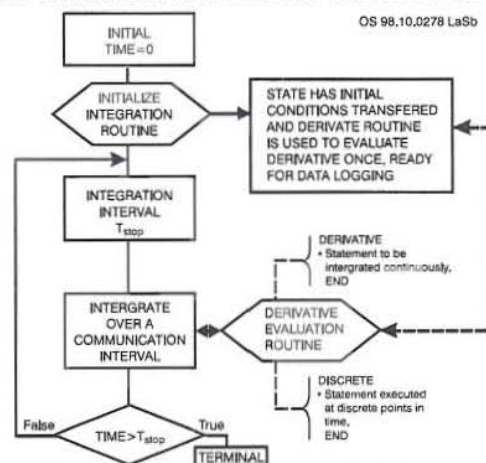 OS 98,10,0278 LaSb
INITIAL
TIME=0
INITIALIZE
INTEGRATION
ROUTINE
STATE HAS INITIAL
CONDITIONS TRANSFERED
AND DERIVATE ROUTINE
IS USED TO EVALUATE
DERIVATIVE ONCE, READY
FOR DATA LOGGING
INTEGRATION
INTERVAL
Tstop
DERIVATIVE
• Statement to be
intergrated continuously,
END
INTERGRATE
OVER A
COMMUNICATION
INTERVAL
DERIVATIVE
EVALUATION
ROUTINE
DISCRETE
• Statement executed
at discrete points in
time,
END
False
TIME>Tstop
True
TERMINAL